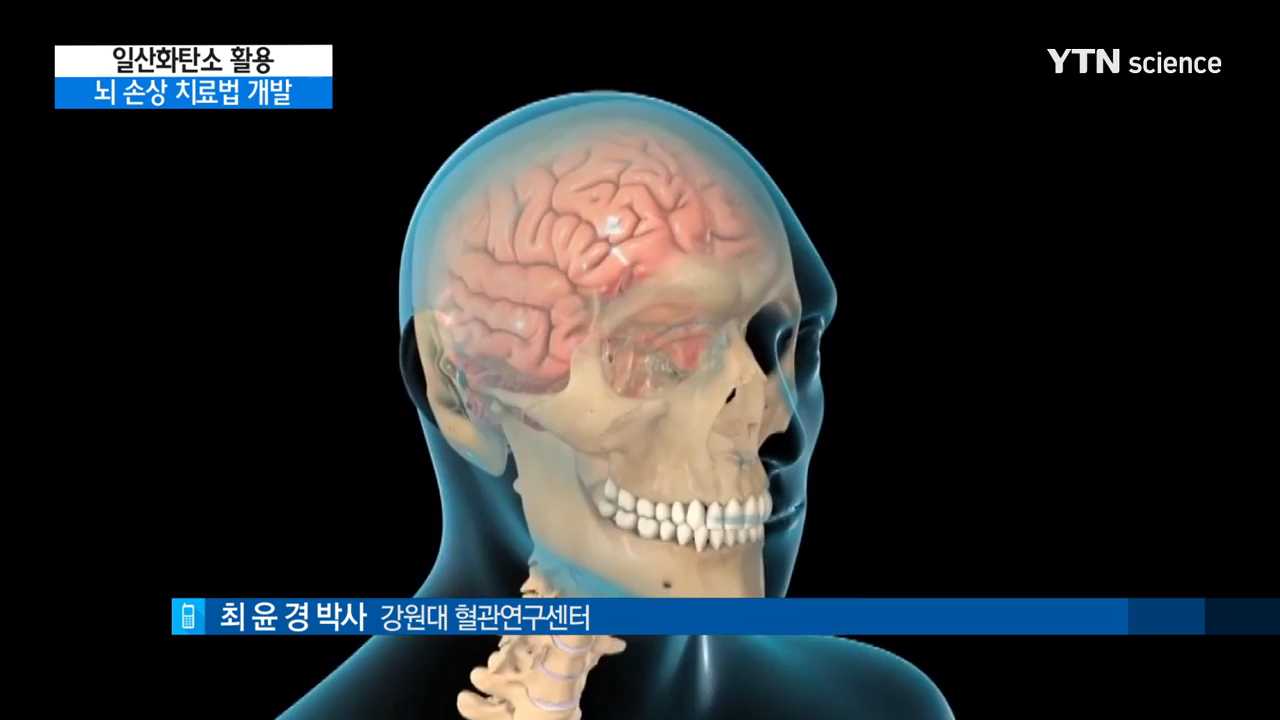 일산화탄소 활용
뇌 손상 치료법 개발
YTN science
최 윤 경 박사 강원대 혈관연구센터